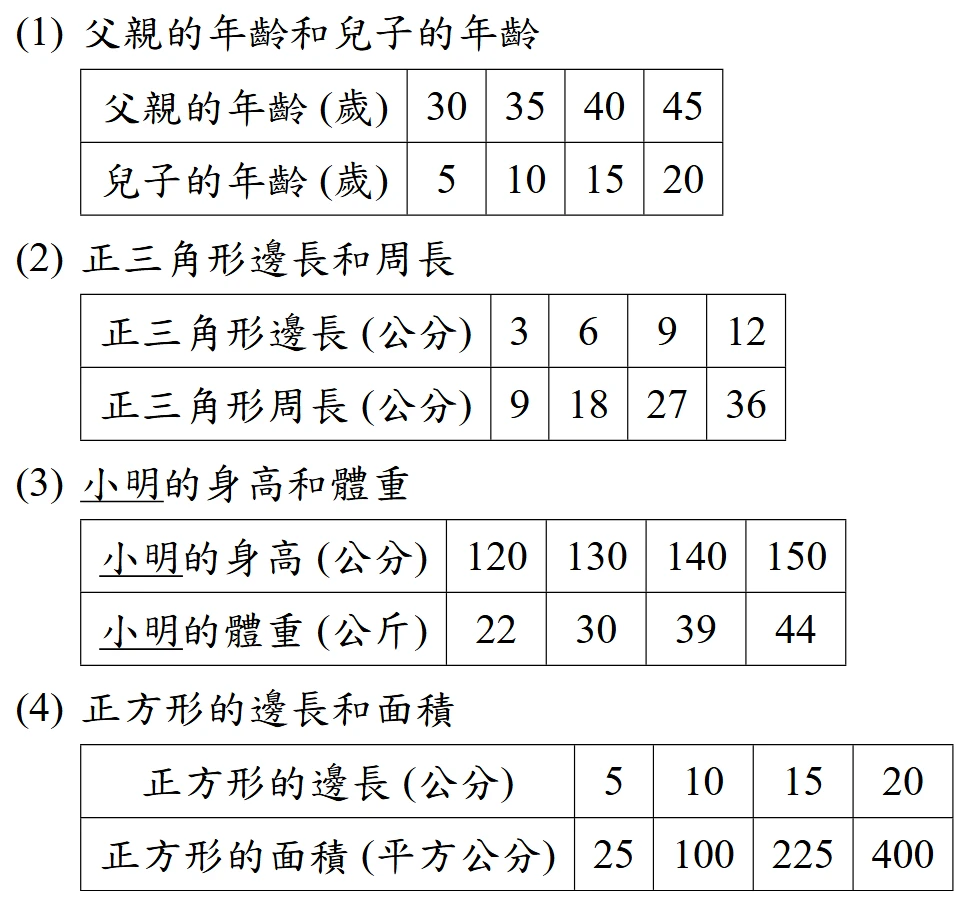 (1) 父親的年齡和兒子的年齡
父親的年齡 (歲) 30 35 40 45
兒子的年齡 (歲) 5 10 15 20
(2) 正三角形邊長和周長
正三角形邊長 (公分) 3 6 9 12
正三角形周長 (公分) 9 18 27 36
(3) 小明的身高和體重
小明的身高 (公分) 120 130 140 150
小明的體重 (公斤) 22 30 39 44
(4) 正方形的邊長和面積
正方形的邊長 (公分) 5 10 15 20
正方形的面積 (平方公分) 25 100 225 400